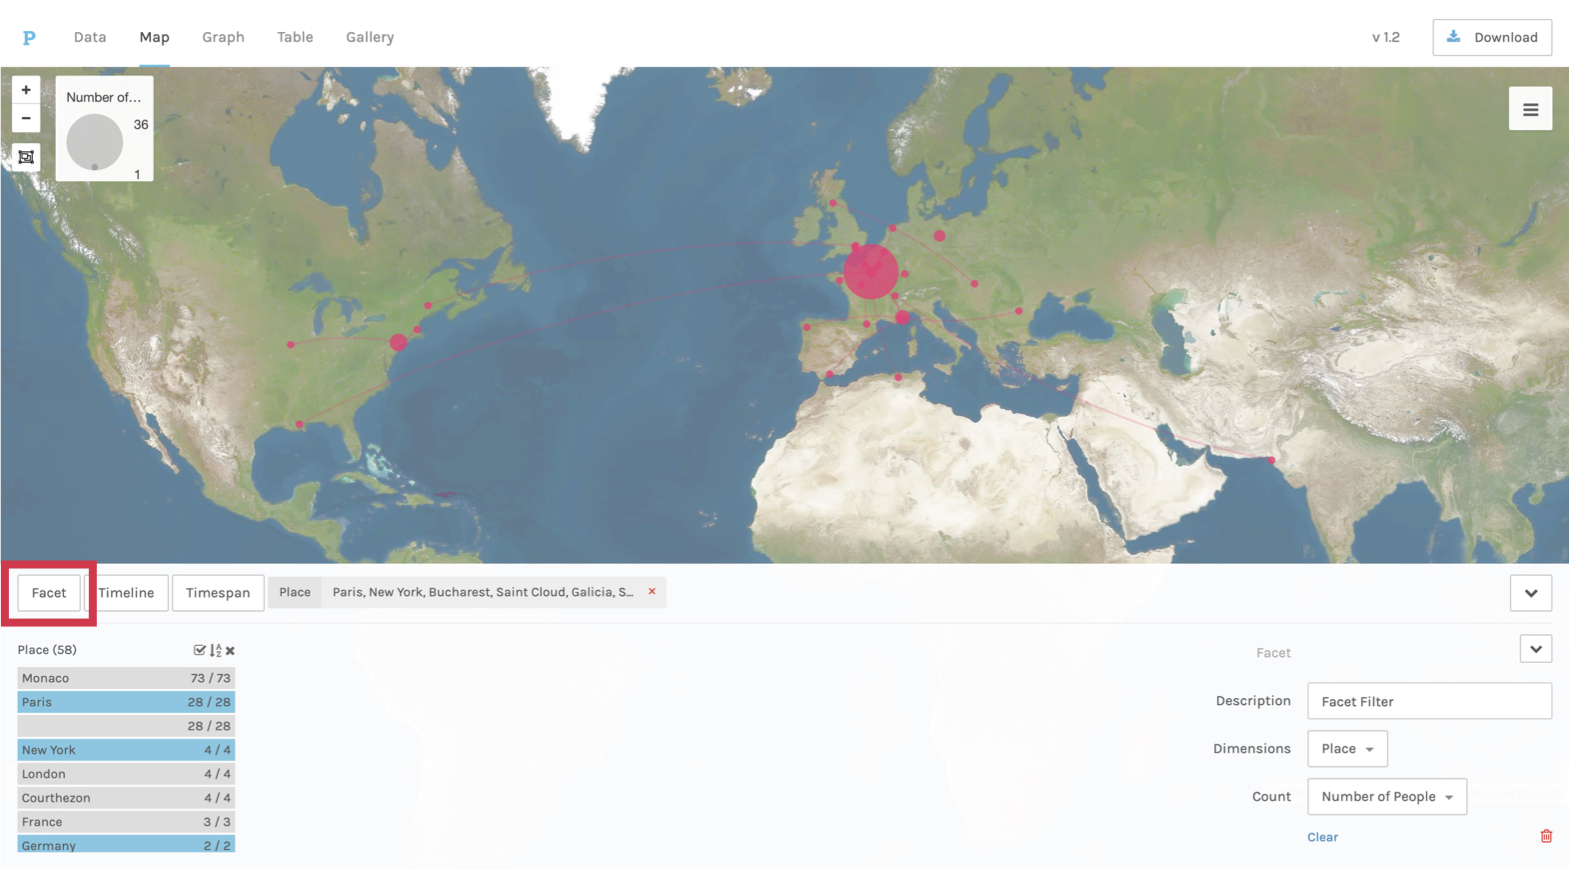 P Data Map Graph Table Gallery v 1.2 Download
+
−
Number of...
36
1
Facet Timeline Timespan Place Paris, New York, Bucharest, Saint Cloud, Galicia, S... ×
Place (58)
Monaco 73 / 73
Paris 28 / 28
28 / 28
New York 4 / 4
London 4 / 4
Courthezon 4 / 4
France 3 / 3
Germany 2 / 2
Facet
Description Facet Filter
Dimensions Place
Count Number of People
Clear